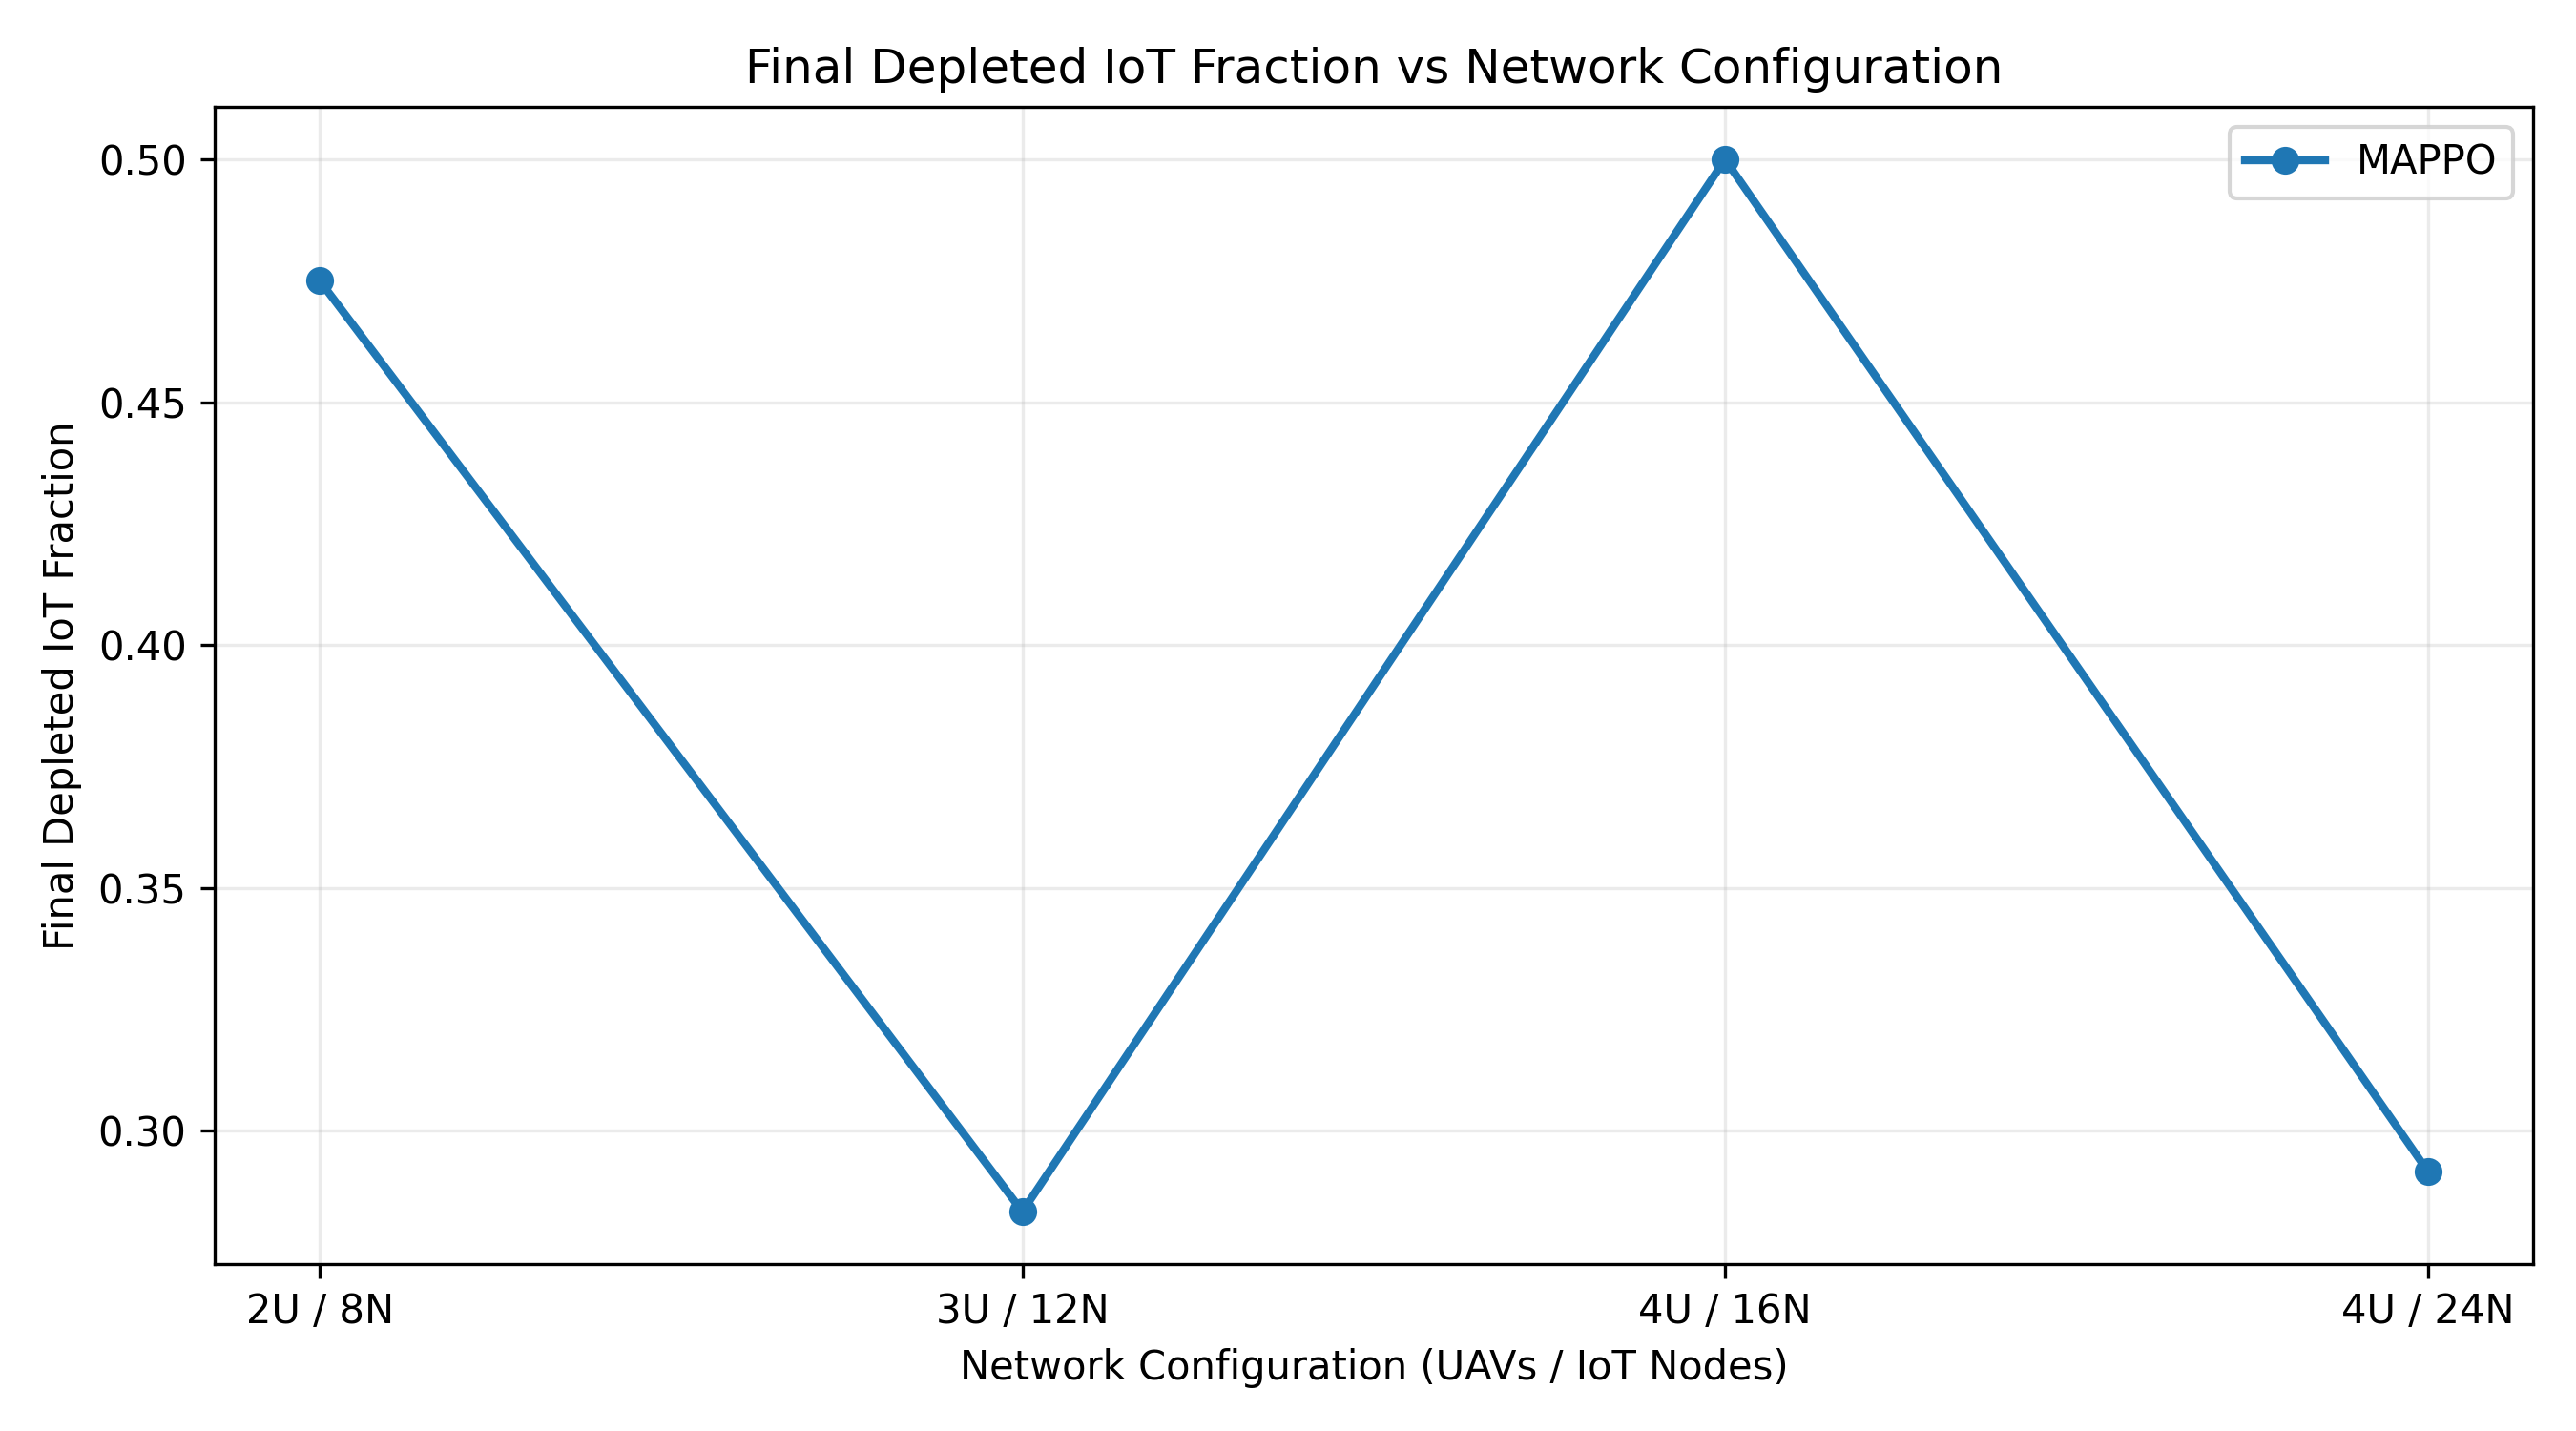 Final Depleted IoT Fraction vs Network Configuration
MAPPO
Final Depleted IoT Fraction
0.50
0.45
0.40
0.35
0.30
2U / 8N
3U / 12N
4U / 16N
4U / 24N
Network Configuration (UAVs / IoT Nodes)